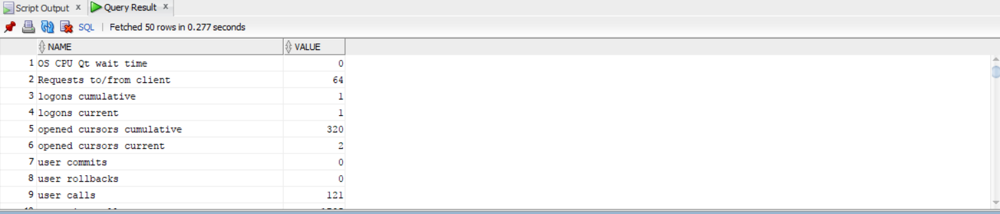 Script Output x Query Result x
SQL | Fetched 50 rows in 0.277 seconds
NAME VALUE
1 OS CPU Qt wait time 0
2 Requests to/from client 64
3 logons cumulative 1
4 logons current 1
5 opened cursors cumulative 320
6 opened cursors current 2
7 user commits 0
8 user rollbacks 0
9 user calls 121